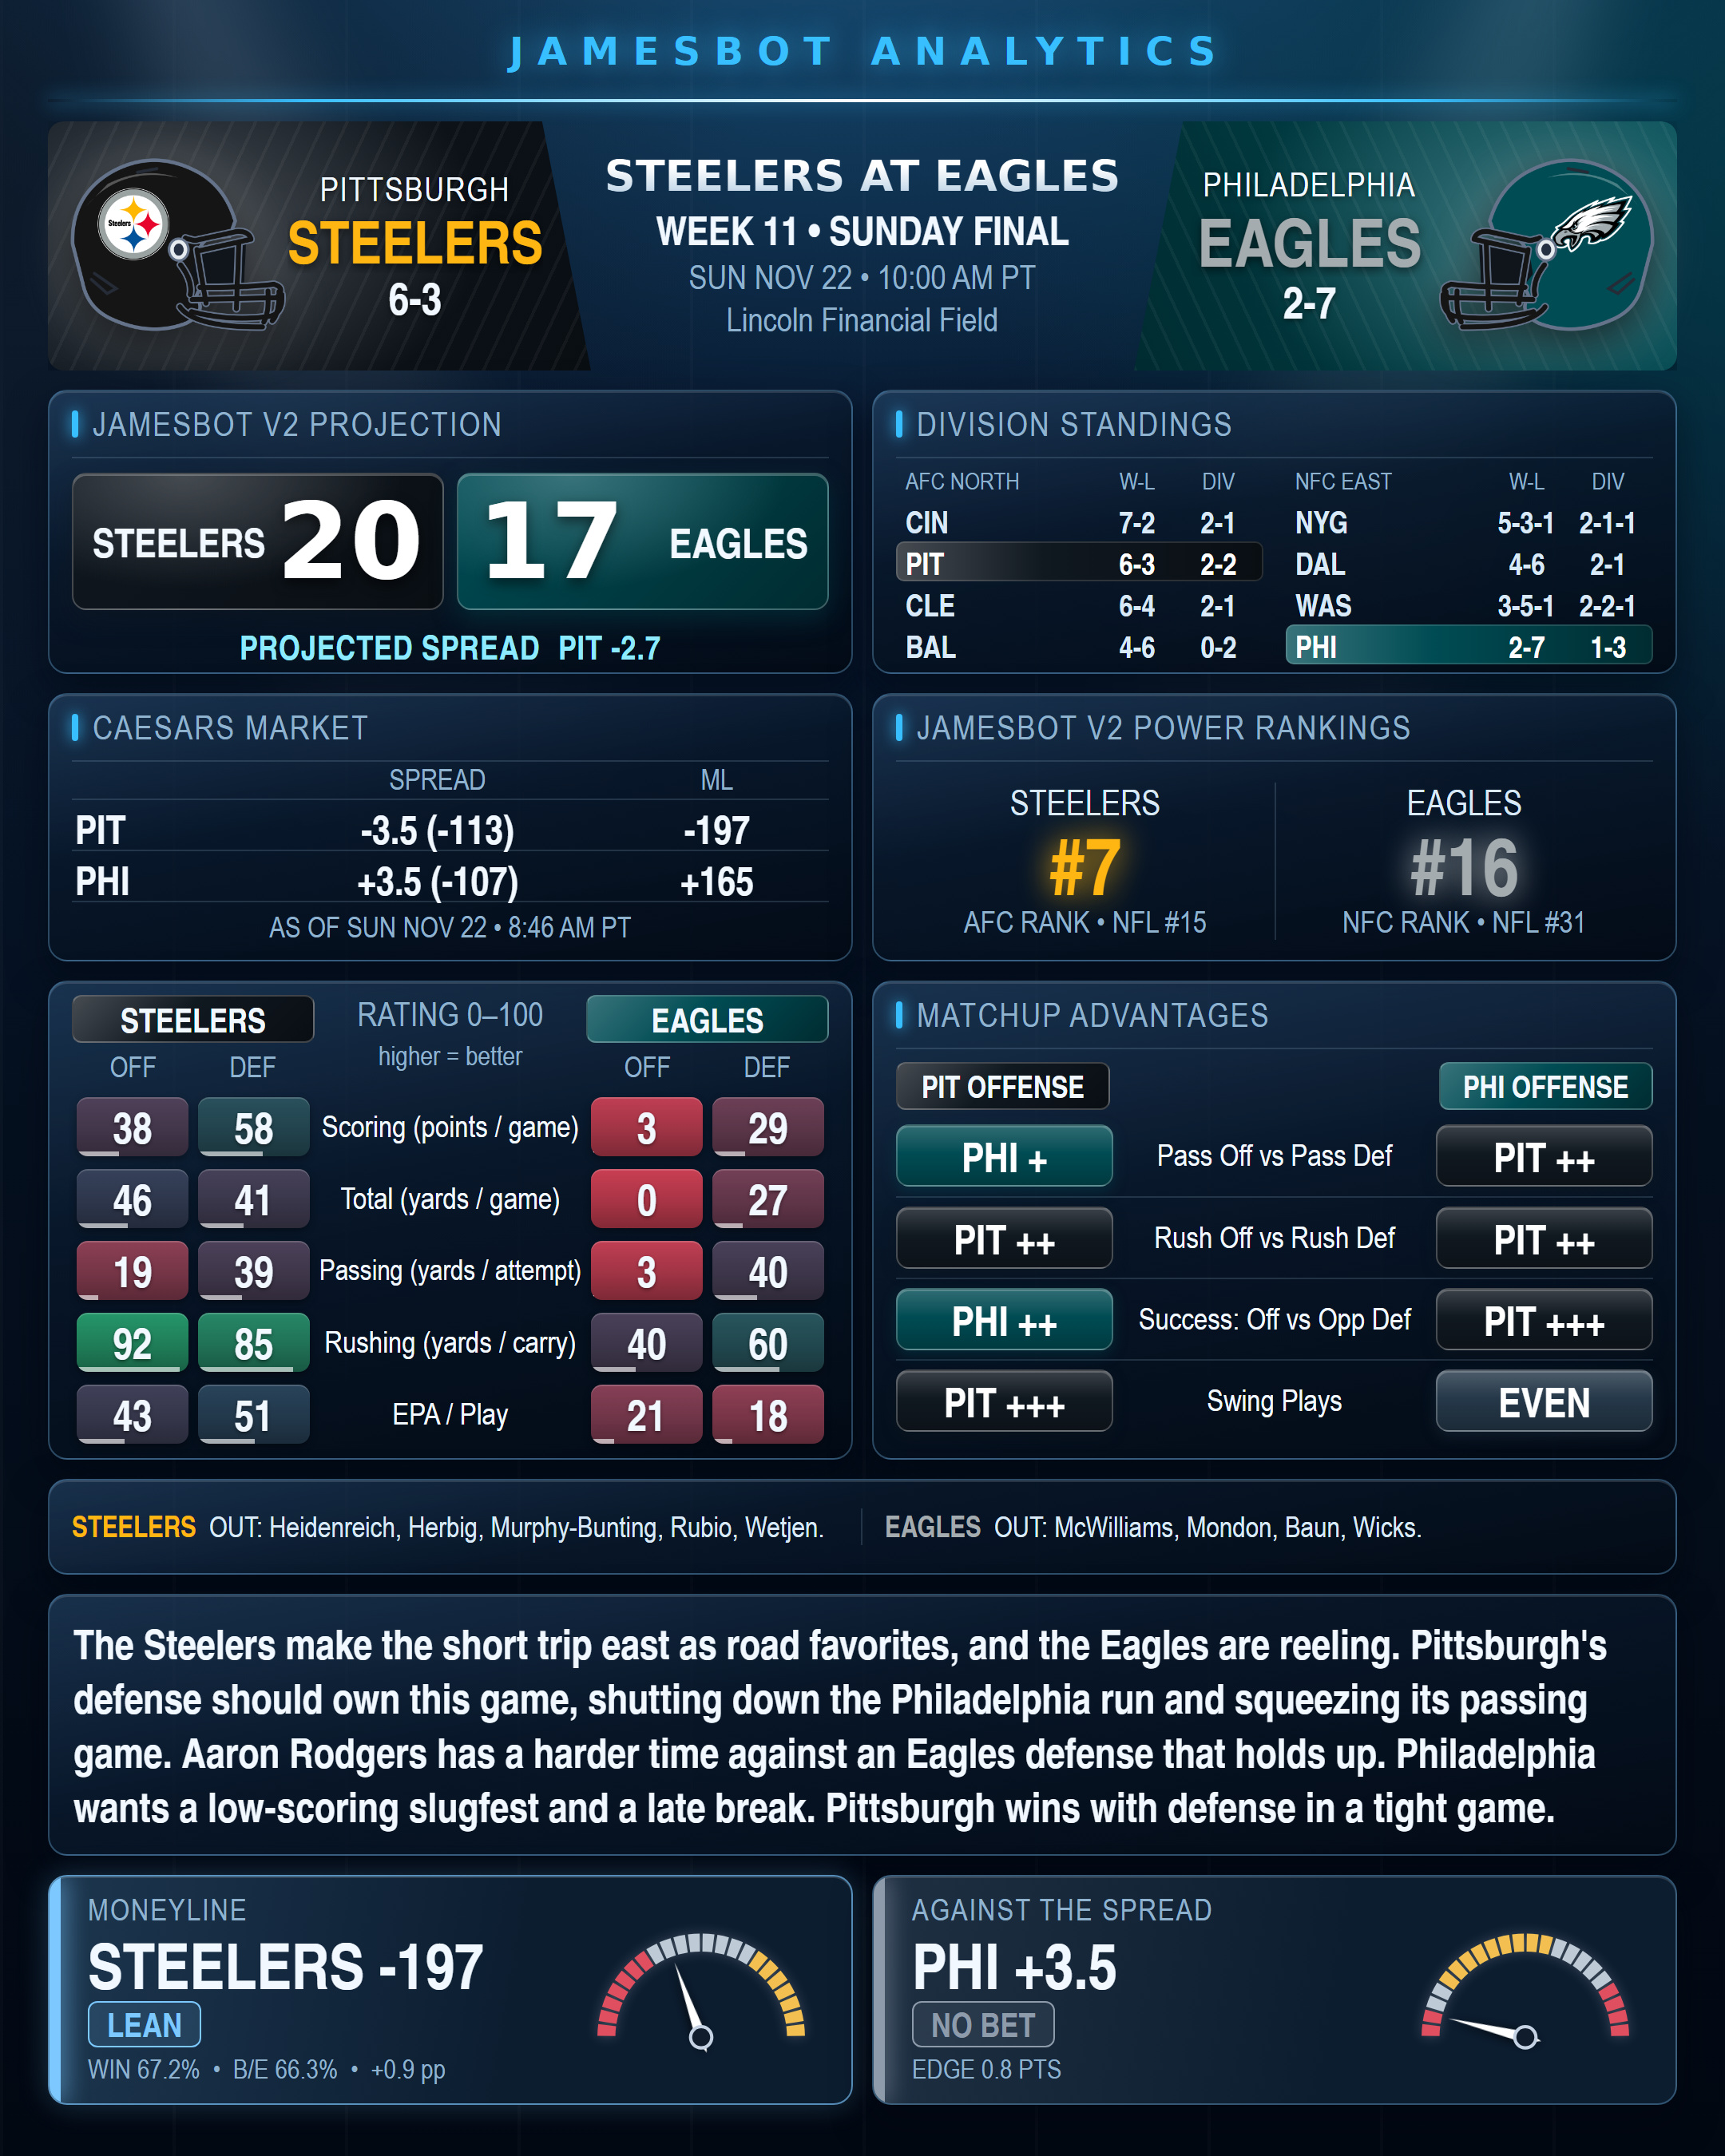 JAMESBOT ANALYTICS
PITTSBURGH
STEELERS
6-3
Steelers
STEELERS AT EAGLES
WEEK 11 • SUNDAY FINAL
SUN NOV 22 • 10:00 AM PT
Lincoln Financial Field
PHILADELPHIA
EAGLES
2-7
JAMESBOT V2 PROJECTION
STEELERS 20
17 EAGLES
PROJECTED SPREAD PIT -2.7
DIVISION STANDINGS
AFC NORTH W-L DIV
CIN 7-2 2-1
PIT 6-3 2-2
CLE 6-4 2-1
BAL 4-6 0-2
NFC EAST W-L DIV
NYG 5-3-1 2-1-1
DAL 4-6 2-1
WAS 3-5-1 2-2-1
PHI 2-7 1-3
CAESARS MARKET
SPREAD ML
PIT -3.5 (-113) -197
PHI +3.5 (-107) +165
AS OF SUN NOV 22 • 8:46 AM PT
JAMESBOT V2 POWER RANKINGS
STEELERS
#7
AFC RANK • NFL #15
EAGLES
#16
NFC RANK • NFL #31
STEELERS RATING 0–100 EAGLES
higher = better
OFF DEF OFF DEF
38 58 Scoring (points / game) 3 29
46 41 Total (yards / game) 0 27
19 39 Passing (yards / attempt) 3 40
92 85 Rushing (yards / carry) 40 60
43 51 EPA / Play 21 18
MATCHUP ADVANTAGES
PIT OFFENSE PHI OFFENSE
PHI + Pass Off vs Pass Def PIT ++
PIT ++ Rush Off vs Rush Def PIT ++
PHI ++ Success: Off vs Opp Def PIT +++
PIT +++ Swing Plays EVEN
STEELERS OUT: Heidenreich, Herbig, Murphy-Bunting, Rubio, Wetjen.
EAGLES OUT: McWilliams, Mondon, Baun, Wicks.
The Steelers make the short trip east as road favorites, and the Eagles are reeling. Pittsburgh's
defense should own this game, shutting down the Philadelphia run and squeezing its passing
game. Aaron Rodgers has a harder time against an Eagles defense that holds up. Philadelphia
wants a low-scoring slugfest and a late break. Pittsburgh wins with defense in a tight game.
MONEYLINE
STEELERS -197
LEAN
WIN 67.2% • B/E 66.3% • +0.9 pp
AGAINST THE SPREAD
PHI +3.5
NO BET
EDGE 0.8 PTS